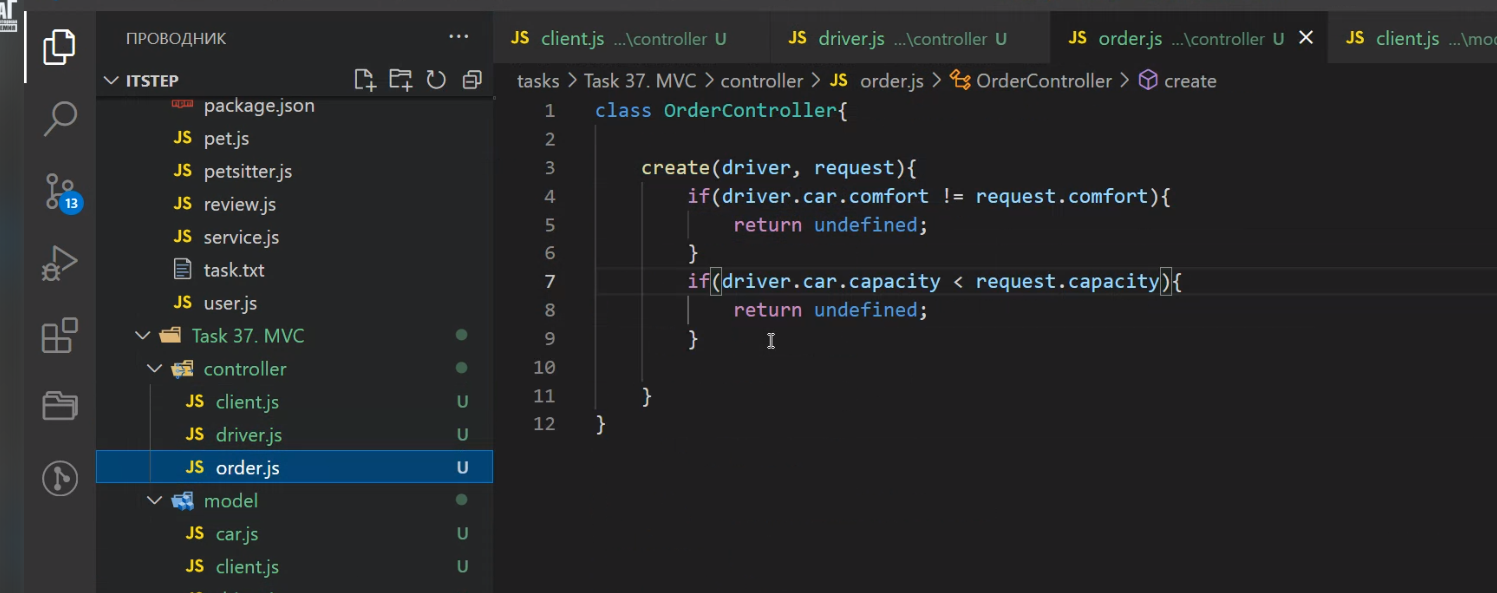 ПРОВОДНИК
ITSTEP
package.json
JS pet.js
JS petsitter.js
JS review.js
JS service.js
task.txt
JS user.js
Task 37. MVC
controller
JS client.js U
JS driver.js U
JS order.js U
model
JS car.js U
JS client.js U
13
JS client.js ...\controller U
JS driver.js ...\controller U
JS order.js ...\controller U
JS client.js ...\mo
tasks > Task 37. MVC > controller > JS order.js > OrderController > create
1 class OrderController{
2
3 create(driver, request){
4 if(driver.car.comfort != request.comfort){
5 return undefined;
6 }
7 if(driver.car.capacity < request.capacity){
8 return undefined;
9 }
10
11 }
12 }